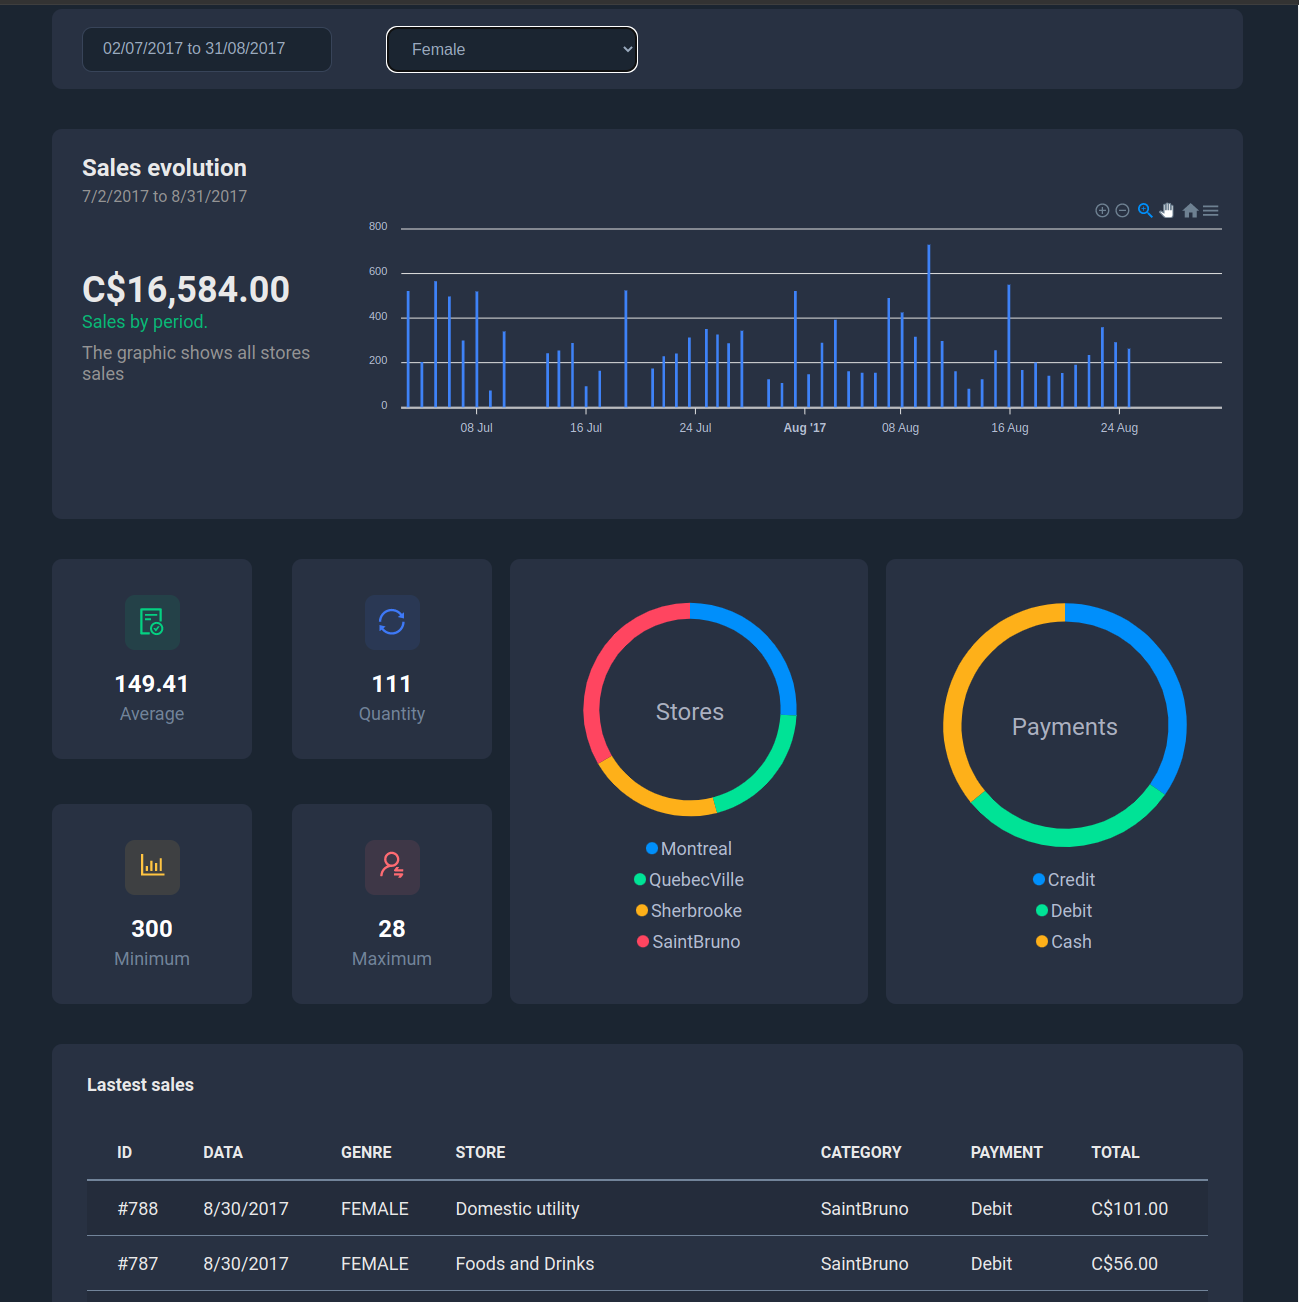 02/07/2017 to 31/08/2017
Female
Sales evolution
7/2/2017 to 8/31/2017
C$16,584.00
Sales by period.
The graphic shows all stores
sales
800
600
400
200
0
08 Jul
16 Jul
24 Jul
Aug '17
08 Aug
16 Aug
24 Aug
149.41
Average
111
Quantity
300
Minimum
28
Maximum
Stores
Montreal
QuebecVille
Sherbrooke
SaintBruno
Payments
Credit
Debit
Cash
Lastest sales
ID DATA GENRE STORE CATEGORY PAYMENT TOTAL
#788 8/30/2017 FEMALE Domestic utility SaintBruno Debit C$101.00
#787 8/30/2017 FEMALE Foods and Drinks SaintBruno Debit C$56.00